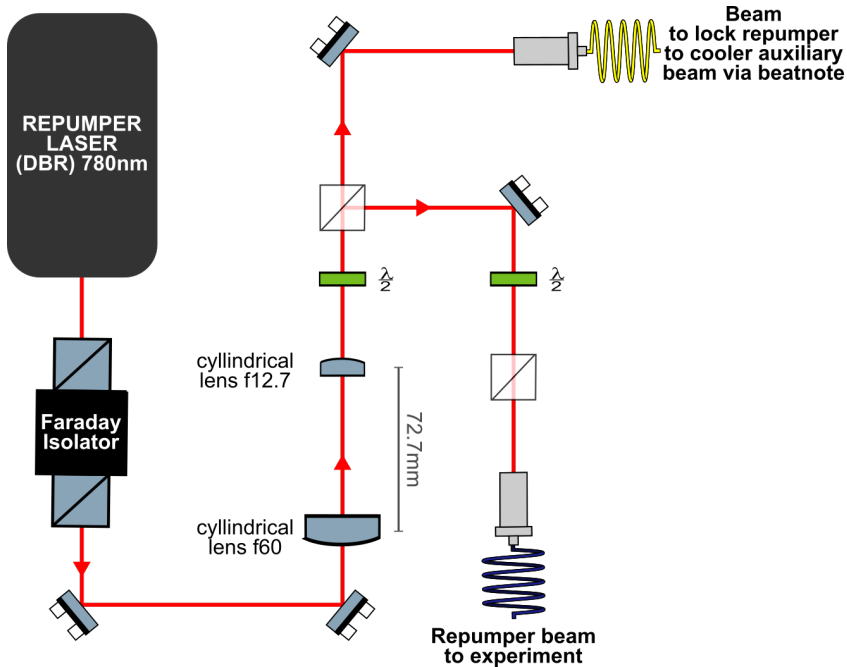 Beam
to lock repumper
to cooler auxiliary
beam via beatnote
REPUMPER
LASER
(DBR) 780nm
λ/2
λ/2
cyllindrical
lens f12.7
72.7mm
Faraday
Isolator
cyllindrical
lens f60
Repumper beam
to experiment